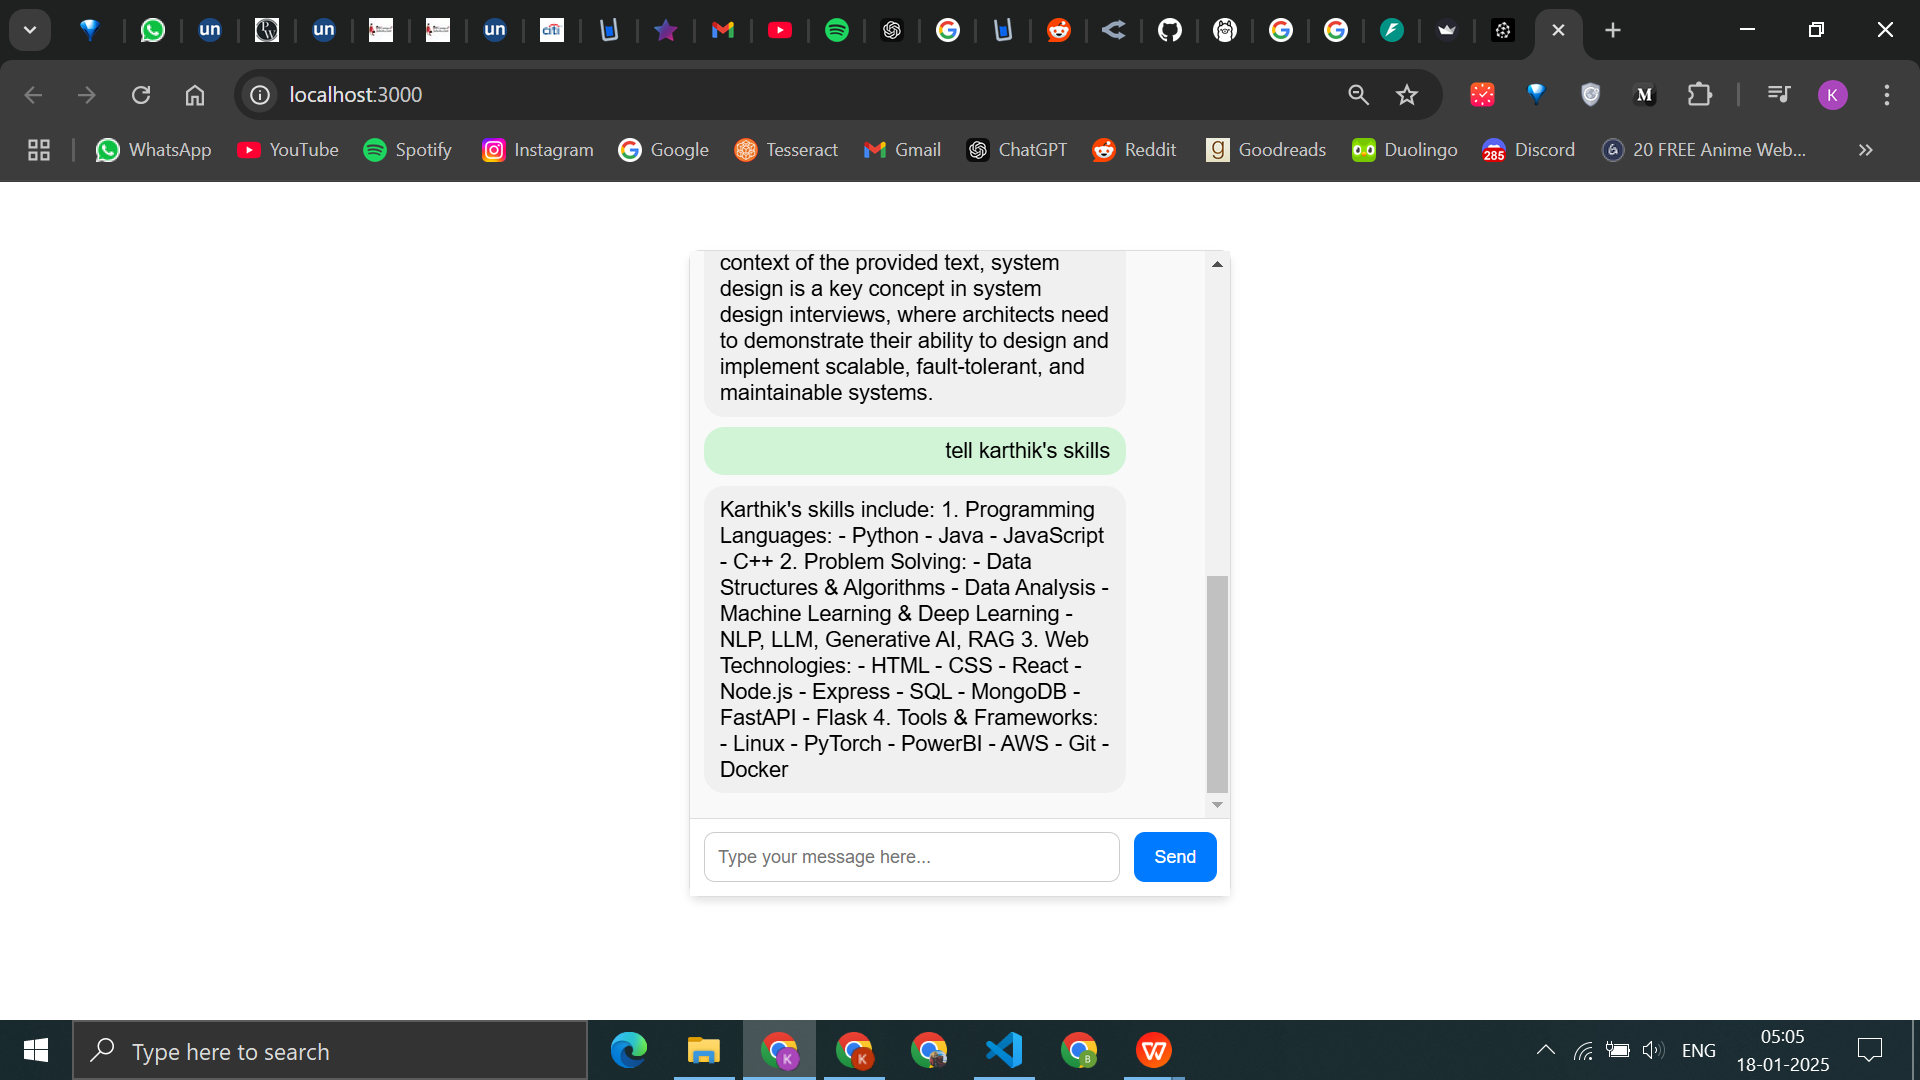 un
un
un
citi
localhost:3000
M
K
WhatsApp
YouTube
Spotify
Instagram
Google
Tesseract
Gmail
ChatGPT
Reddit
g
Goodreads
Duolingo
285
Discord
20 FREE Anime Web...
context of the provided text, system
design is a key concept in system
design interviews, where architects need
to demonstrate their ability to design and
implement scalable, fault-tolerant, and
maintainable systems.
tell karthik's skills
Karthik's skills include: 1. Programming
Languages: - Python - Java - JavaScript
- C++ 2. Problem Solving: - Data
Structures & Algorithms - Data Analysis -
Machine Learning & Deep Learning -
NLP, LLM, Generative AI, RAG 3. Web
Technologies: - HTML - CSS - React -
Node.js - Express - SQL - MongoDB -
FastAPI - Flask 4. Tools & Frameworks:
- Linux - PyTorch - PowerBI - AWS - Git -
Docker
Type your message here...
Send
Type here to search
K
K
B
W
ENG
05:05
18-01-2025